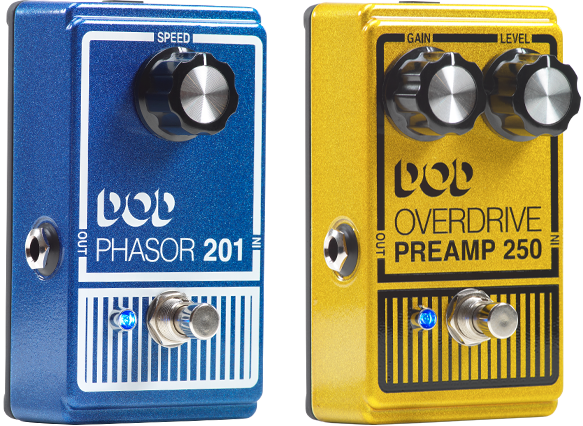 SPEED
DOD
PHASOR 201
OUT
IN
GAIN
LEVEL
DOD
OVERDRIVE
PREAMP 250
OUT
IN